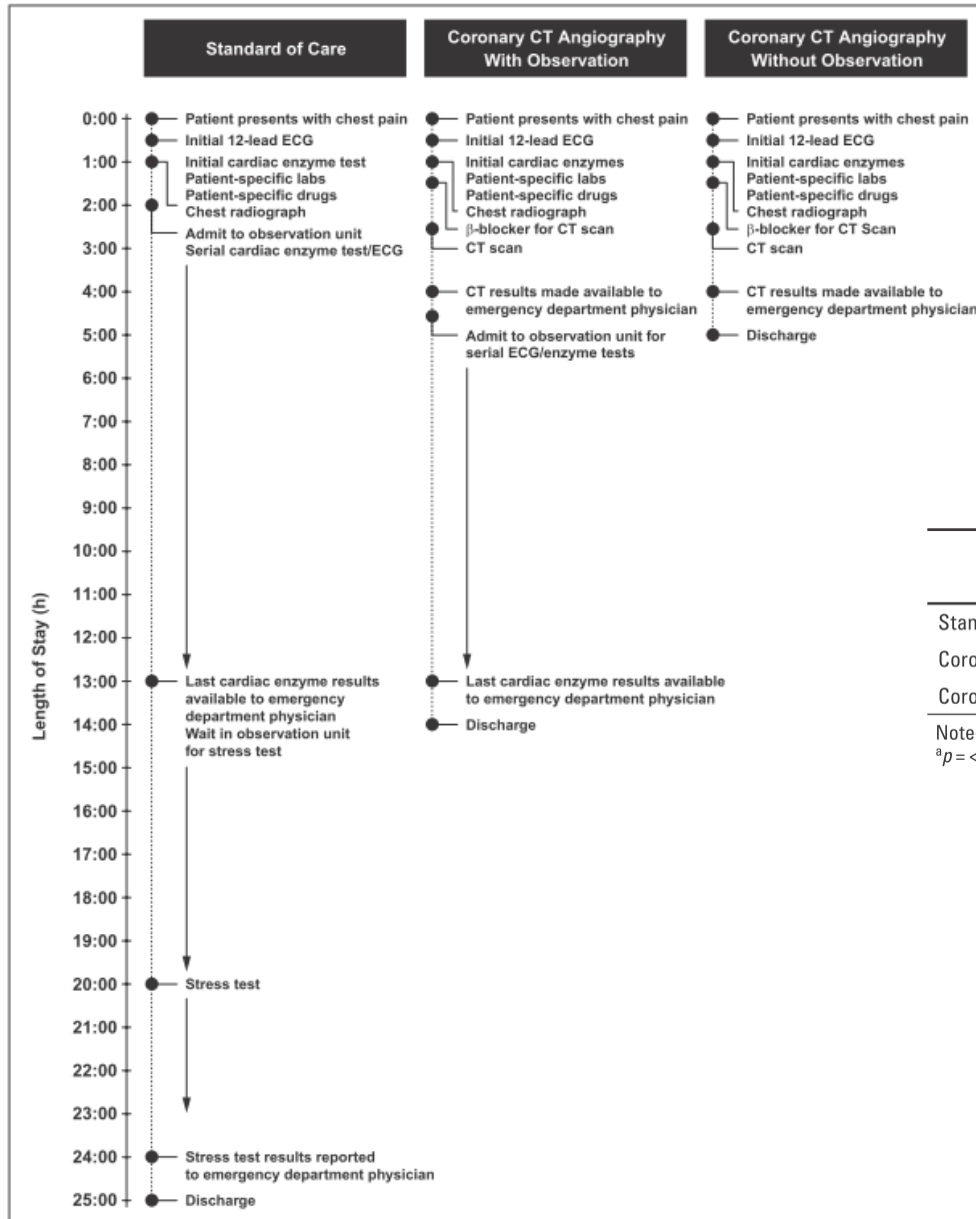 Standard of Care
Coronary CT Angiography
With Observation
Coronary CT Angiography
Without Observation
Length of Stay (h)
0:00
1:00
2:00
3:00
4:00
5:00
6:00
7:00
8:00
9:00
10:00
11:00
12:00
13:00
14:00
15:00
16:00
17:00
18:00
19:00
20:00
21:00
22:00
23:00
24:00
25:00
Patient presents with chest pain
Initial 12-lead ECG
Initial cardiac enzyme test
Patient-specific labs
Patient-specific drugs
Chest radiograph
Admit to observation unit
Serial cardiac enzyme test/ECG
Last cardiac enzyme results
available to emergency
department physician
Wait in observation unit
for stress test
Stress test
Stress test results reported
to emergency department physician
Discharge
Patient presents with chest pain
Initial 12-lead ECG
Initial cardiac enzymes
Patient-specific labs
Patient-specific drugs
Chest radiograph
β-blocker for CT scan
CT scan
CT results made available to
emergency department physician
Admit to observation unit for
serial ECG/enzyme tests
Last cardiac enzyme results available
to emergency department physician
Discharge
Patient presents with chest pain
Initial 12-lead ECG
Initial cardiac enzymes
Patient-specific labs
Patient-specific drugs
Chest radiograph
β-blocker for CT Scan
CT scan
CT results made available to
emergency department physician
Discharge
Stan
Coro
Coro
Note
ᵃp = <